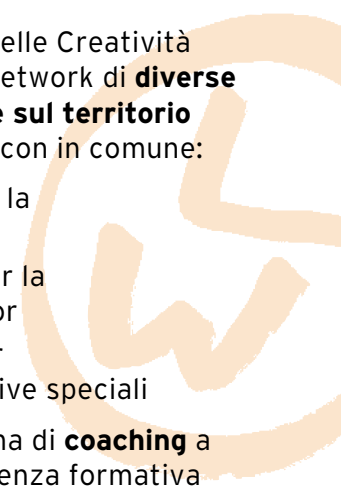 elle Creatività
etwork di diverse
e sul territorio
con in comune:
la
r la
or
-
ive speciali
na di coaching a
enza formativa